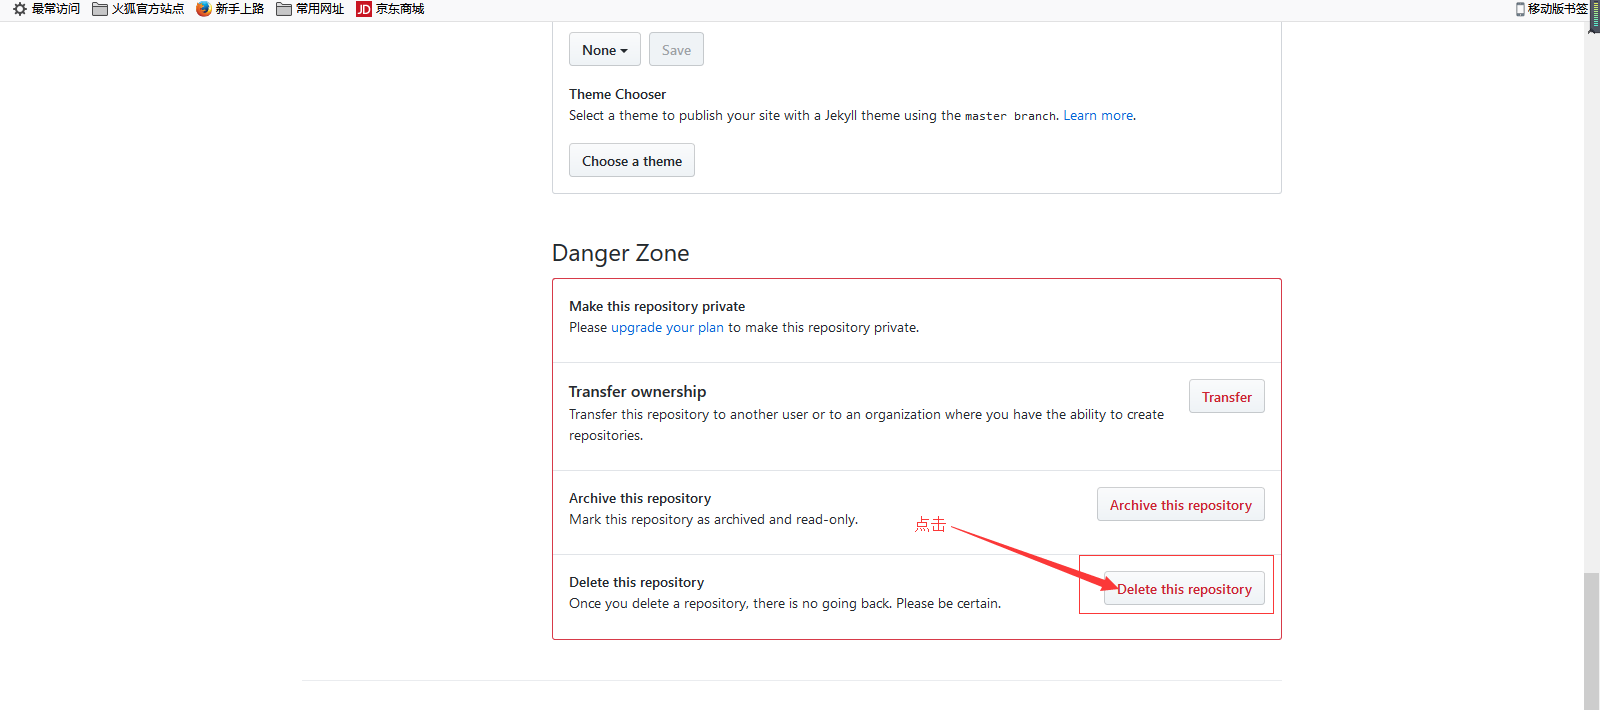 最常访问 火狐官方站点 新手上路 常用网址 JD 京东商城 移动版书签
None Save
Theme Chooser
Select a theme to publish your site with a Jekyll theme using the master branch. Learn more.
Choose a theme
Danger Zone
Make this repository private
Please upgrade your plan to make this repository private.
Transfer ownership
Transfer
Transfer this repository to another user or to an organization where you have the ability to create
repositories.
Archive this repository
Archive this repository
Mark this repository as archived and read-only.
点击
Delete this repository
Delete this repository
Once you delete a repository, there is no going back. Please be certain.